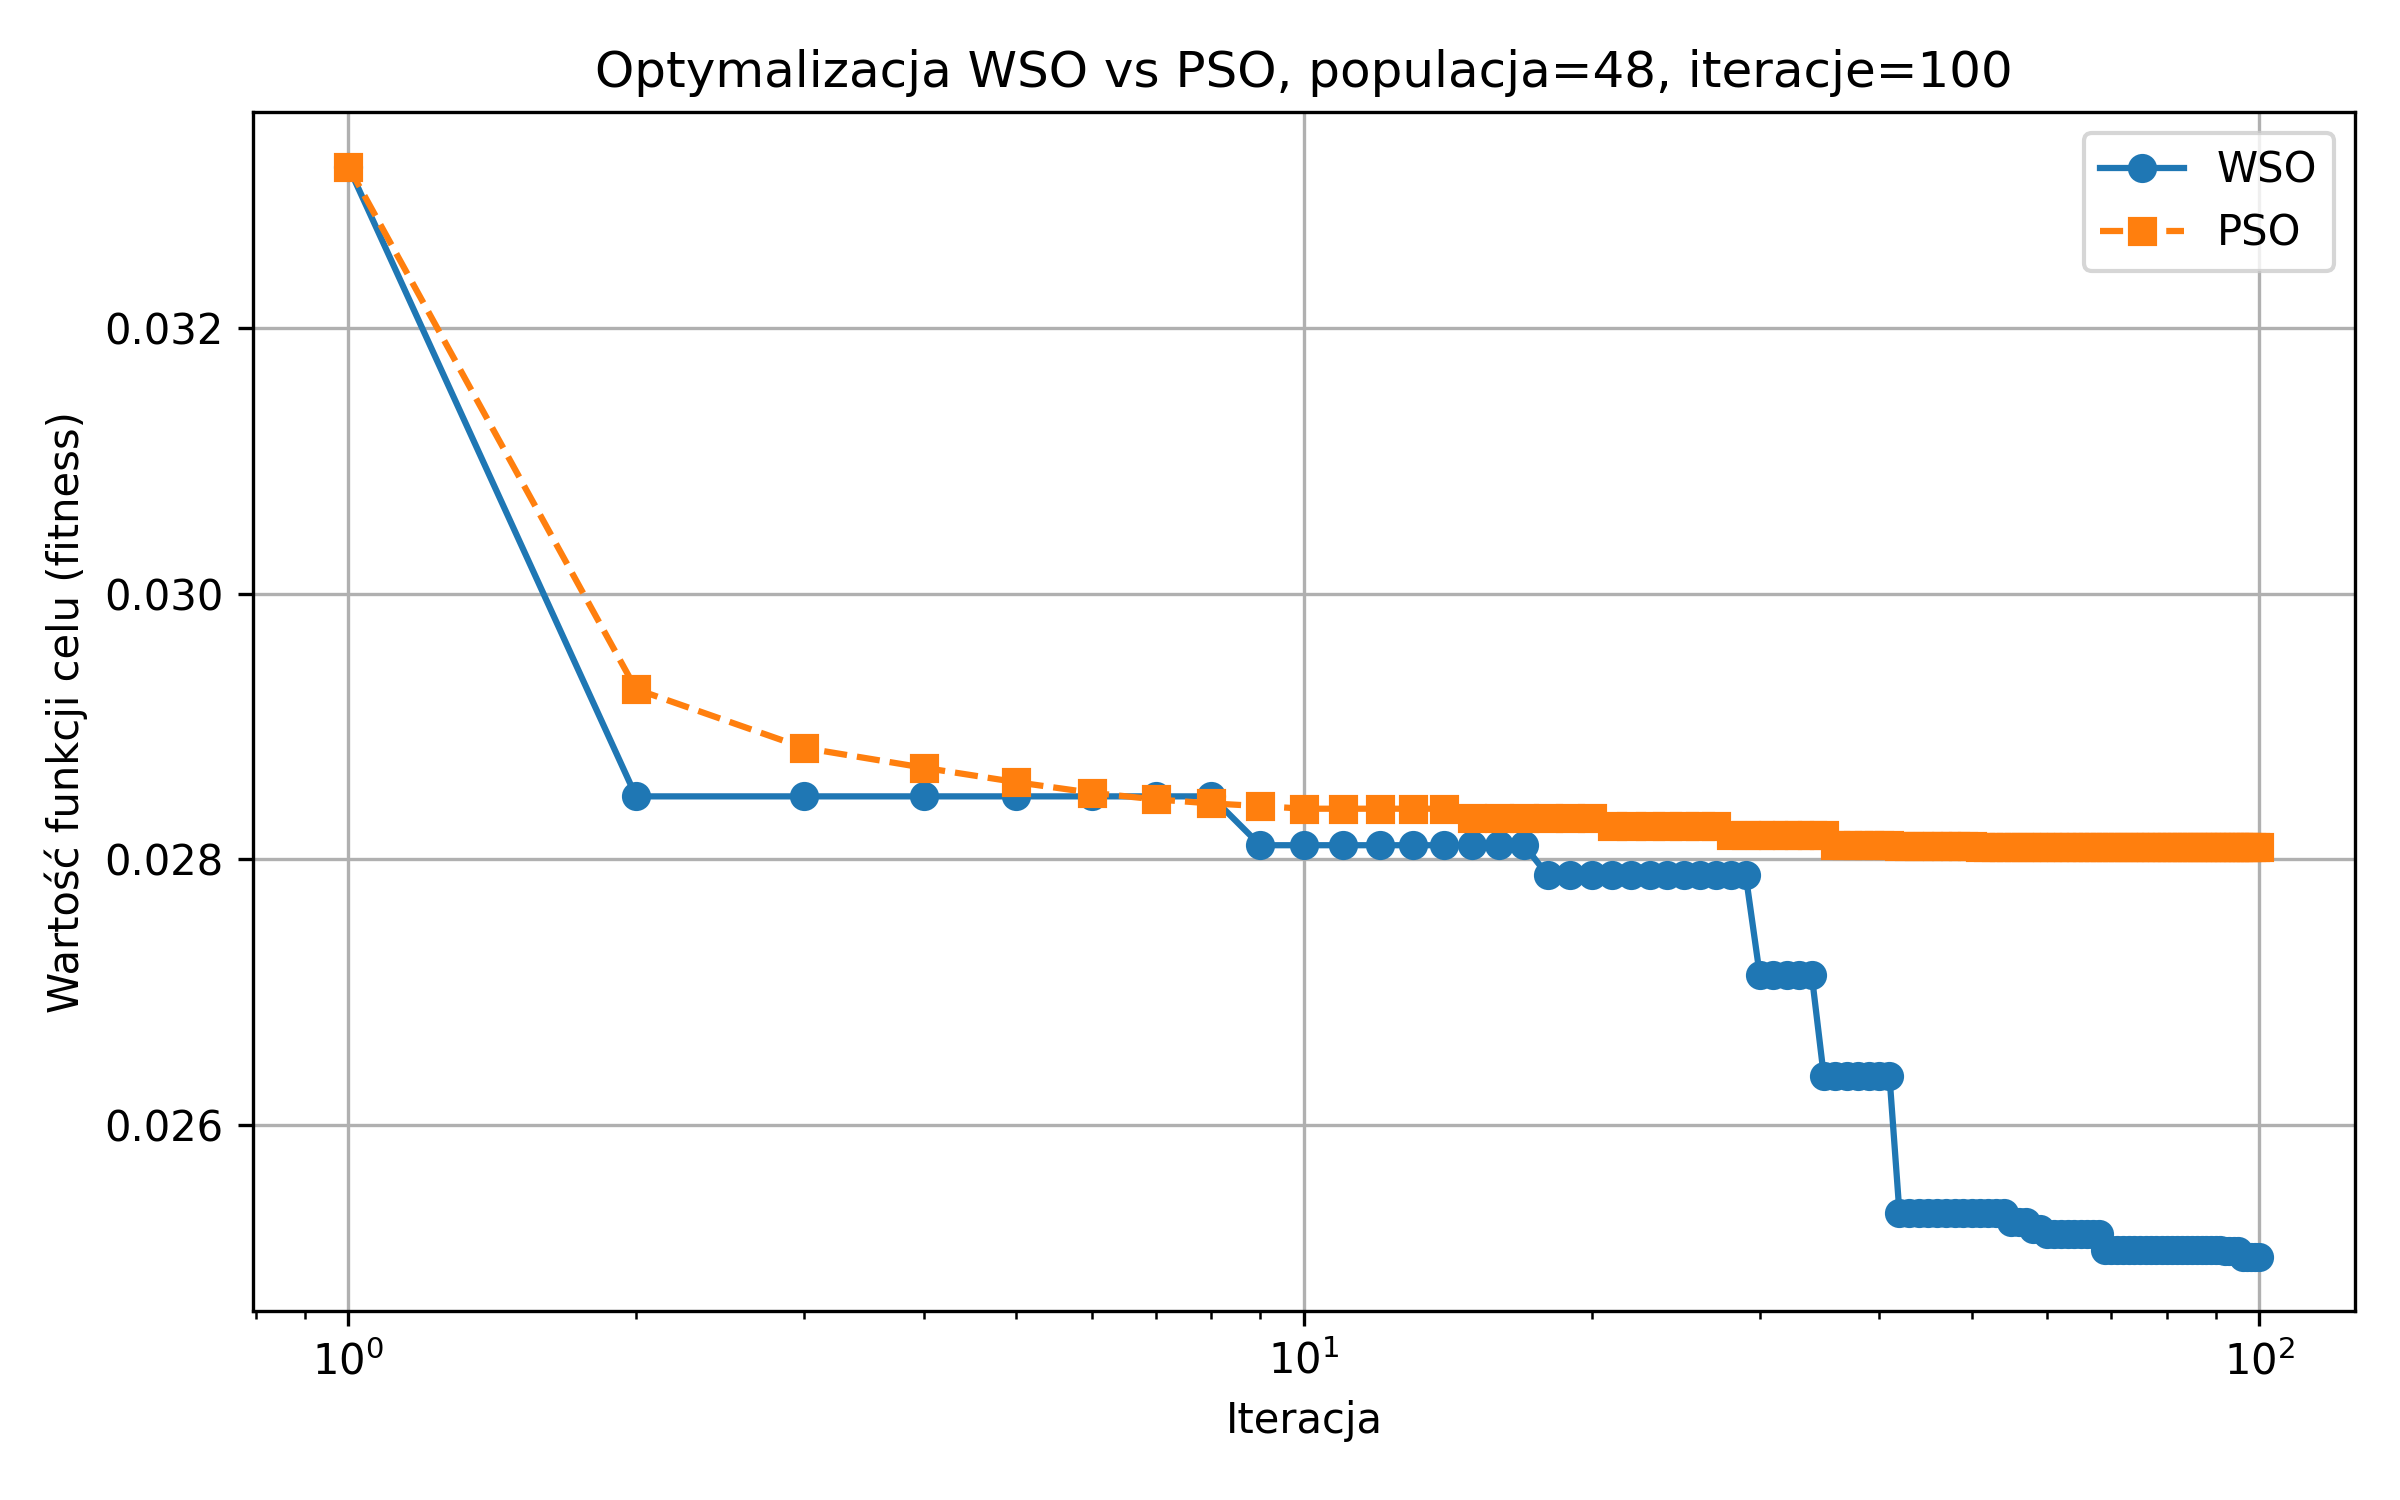 Optymalizacja WSO vs PSO, populacja=48, iteracje=100
WSO
PSO
Wartość funkcji celu (fitness)
0.032
0.030
0.028
0.026
10⁰
10¹
10²
Iteracja